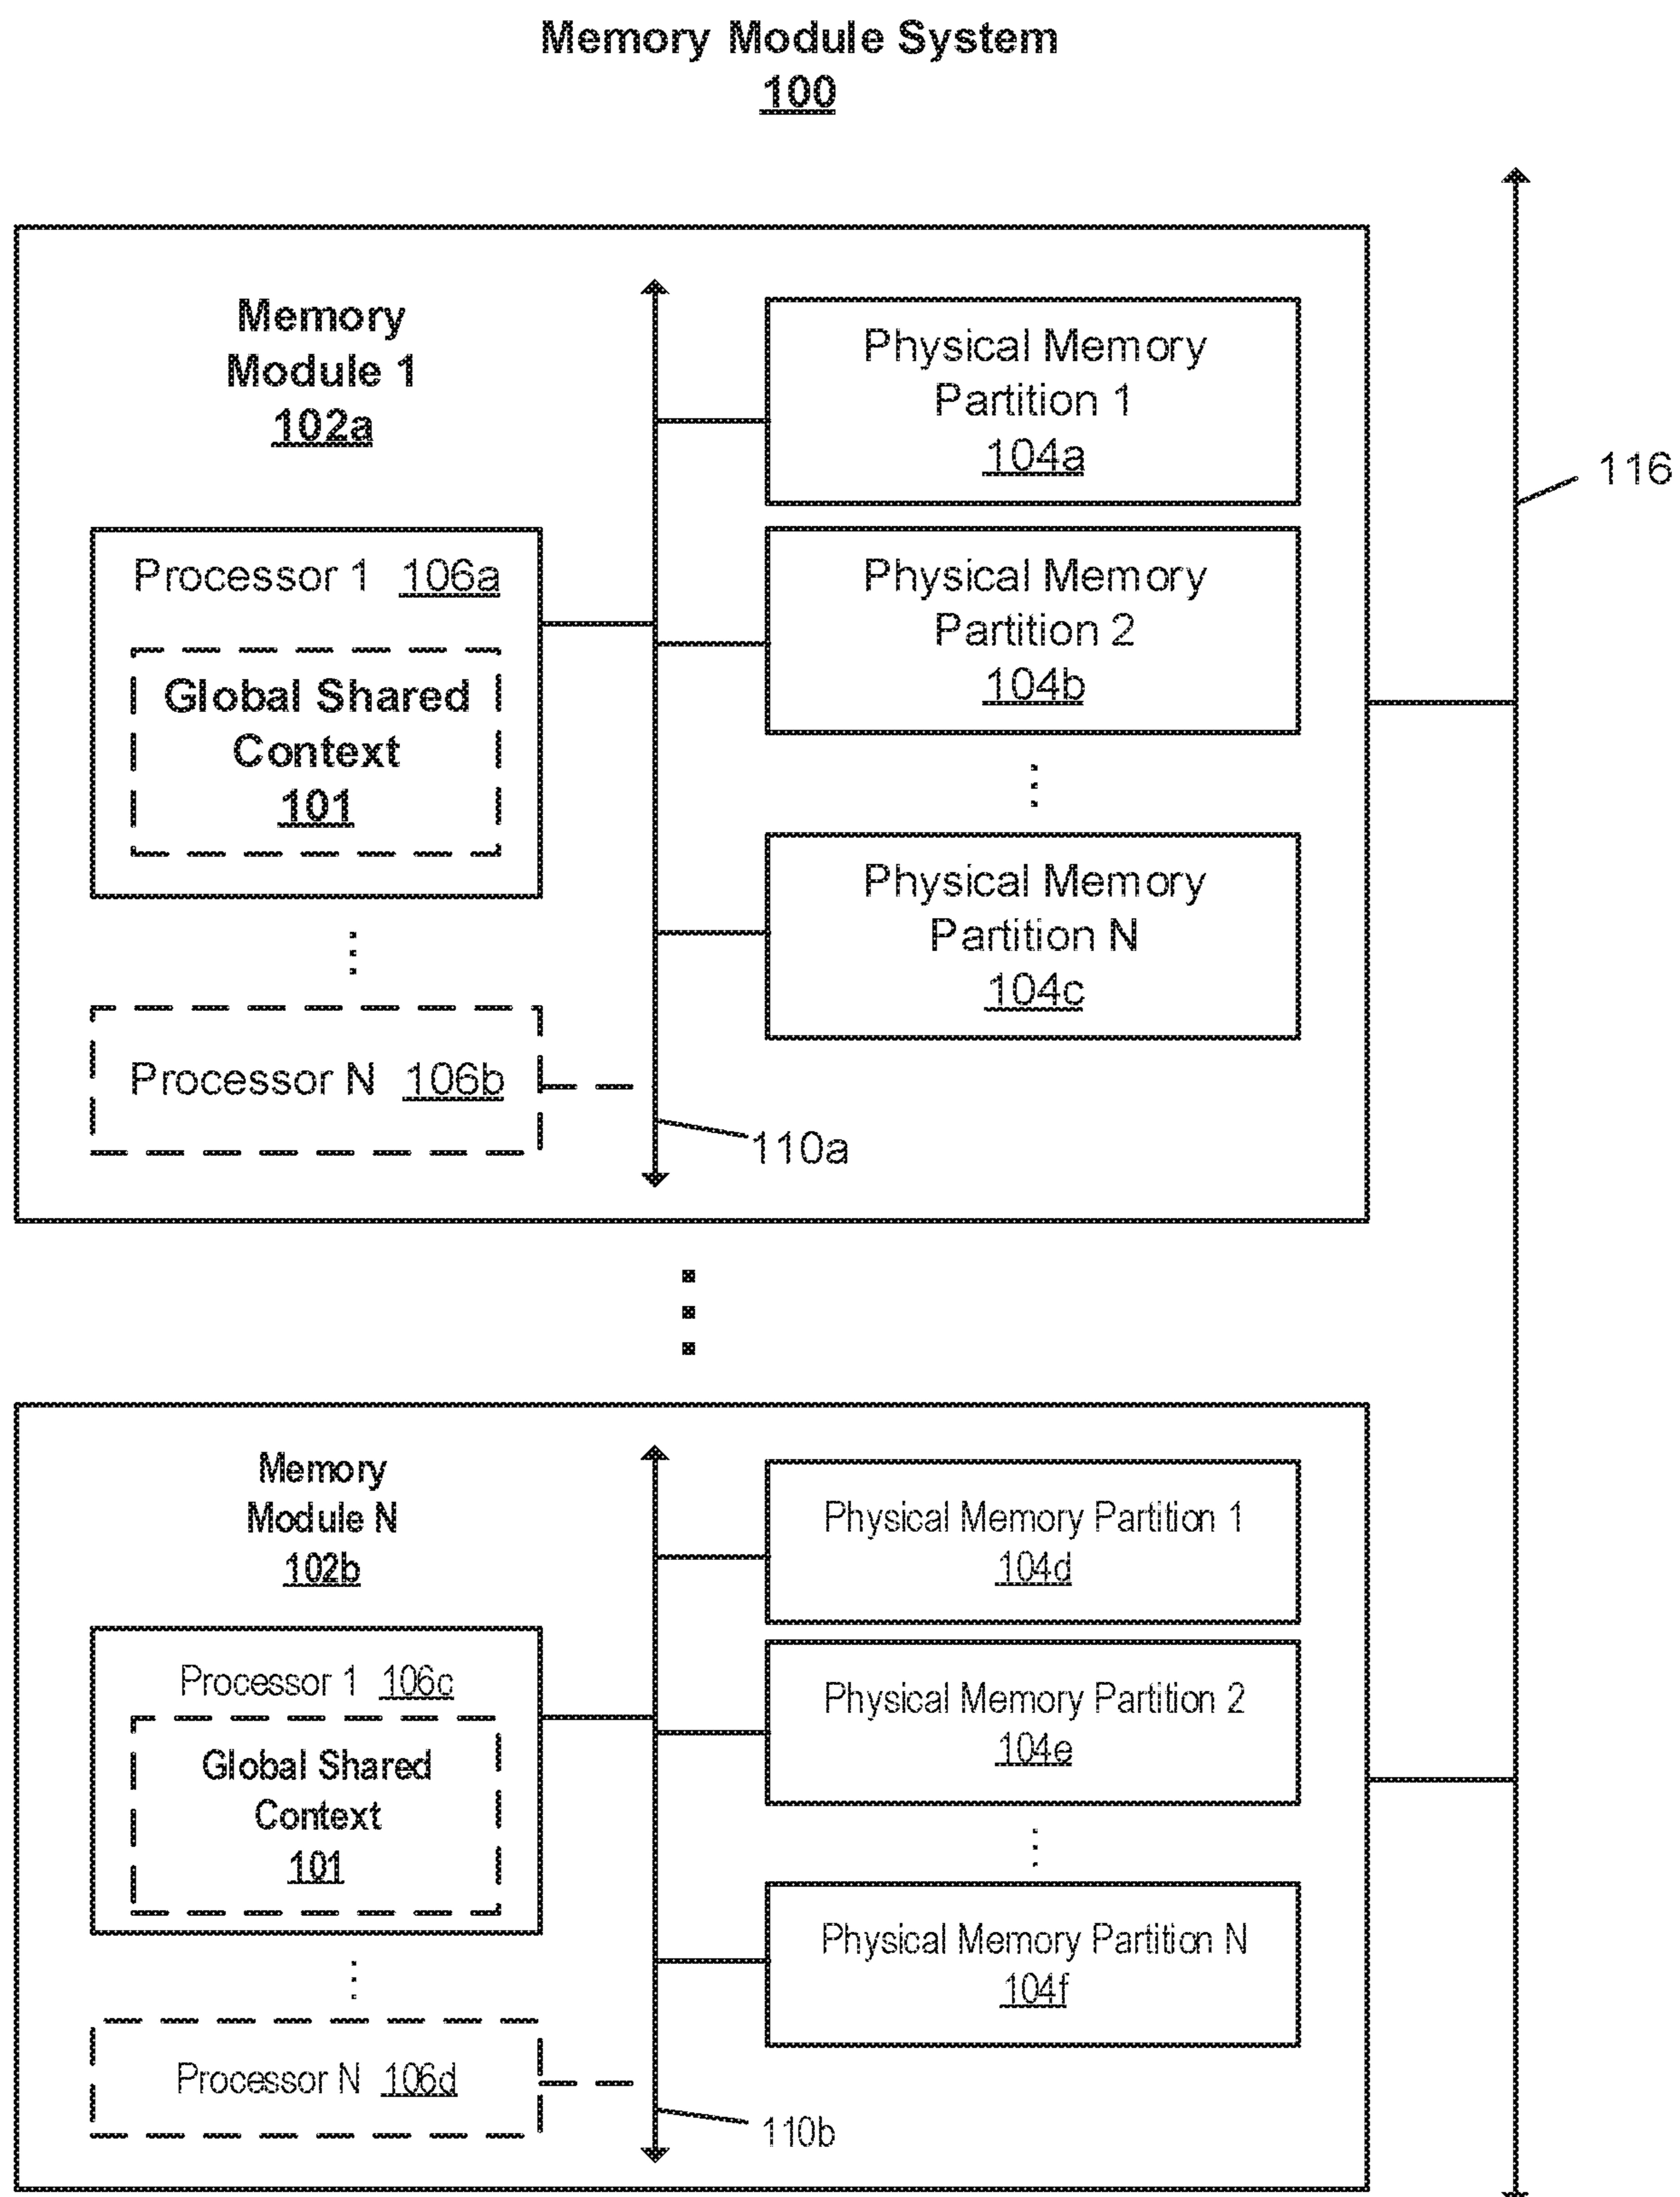 Memory Module System
100
116
Memory
Module 1
102a
Physical Memory
Partition 1
104a
Processor 1 106a
Global Shared
Context
101
Physical Memory
Partition 2
104b
Physical Memory
Partition N
104c
Processor N 106b
110a
Memory
Module N
102b
Physical Memory Partition 1
104d
Processor 1 106c
Global Shared
Context
101
Physical Memory Partition 2
104e
Physical Memory Partition N
104f
Processor N 106d
110b